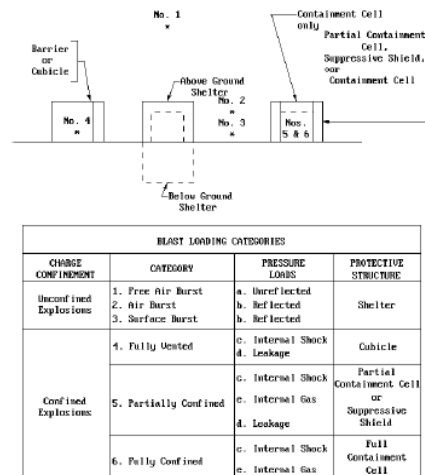 No. 1
*
Containment Cell
only
Partial Containment
Cell,
Suppressive Shield,
or
Containment Cell
Barrier
or
Cubicle
Above Ground
Shelter
No. 2
*
No. 3
*
No. 4
*
Nos.
5 & 6
Below Ground
Shelter
BLAST LOADING CATEGORIES
CHARGE CONFINEMENT
CATEGORY
PRESSURE LOADS
PROTECTIVE STRUCTURE
Unconfined
Explosions
1. Free Air Burst
2. Air Burst
3. Surface Burst
a. Unreflected
b. Reflected
b. Reflected
Shelter
Confined
Explosions
4. Fully Vented
c. Internal Shock
d. Leakage
Cubicle
5. Partially Confined
c. Internal Shock
e. Internal Gas
d. Leakage
Partial
Containment Cell
or
Suppressive
Shield
6. Fully Confined
c. Internal Shock
e. Internal Gas
Full
Containment
Cell